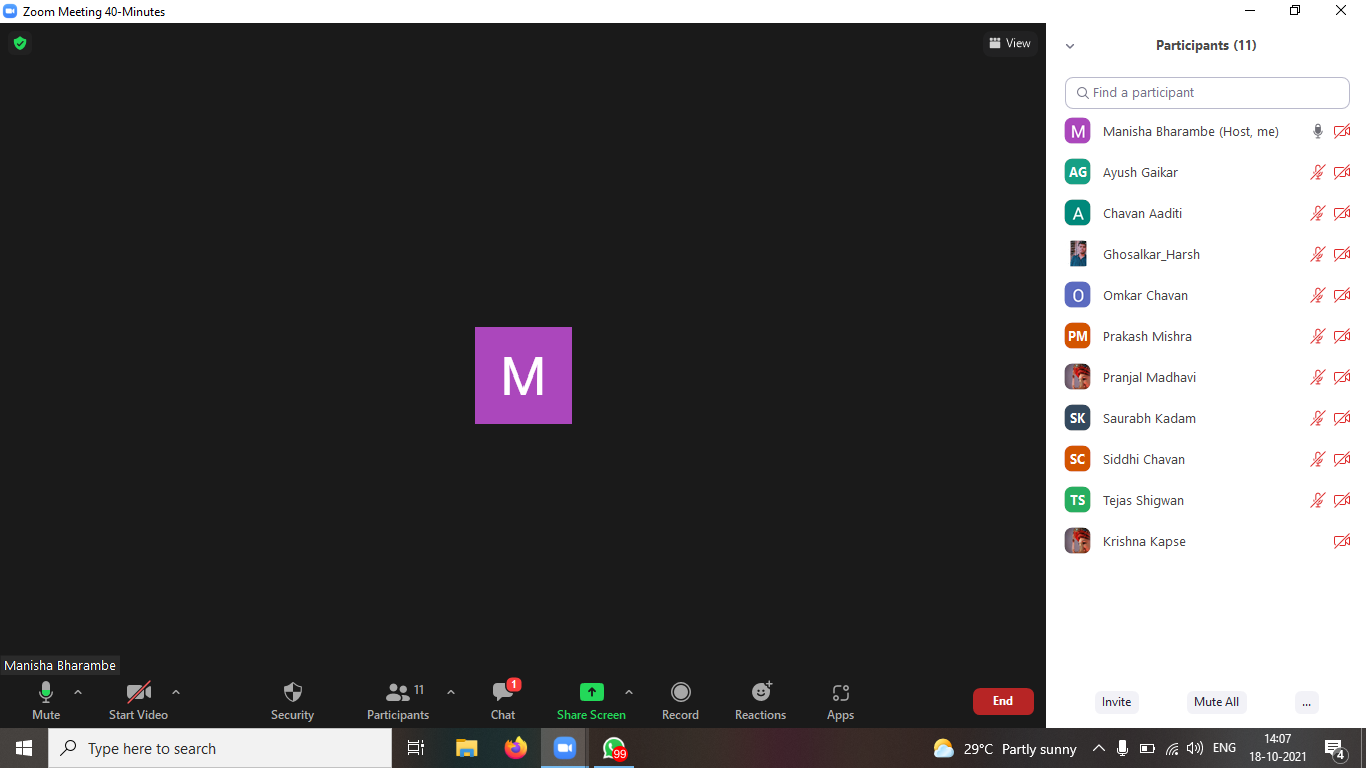 Zoom Meeting 40-Minutes
View
M
Manisha Bharambe
Mute
Start Video
Security
11
Participants
1
Chat
Share Screen
Record
Reactions
Apps
End
Participants (11)
Find a participant
M Manisha Bharambe (Host, me)
AG Ayush Gaikar
A Chavan Aaditi
Ghosalkar_Harsh
O Omkar Chavan
PM Prakash Mishra
Pranjal Madhavi
SK Saurabh Kadam
SC Siddhi Chavan
TS Tejas Shigwan
Krishna Kapse
Invite
Mute All
...
Type here to search
99
29°C Partly sunny
ENG
14:07
18-10-2021
4